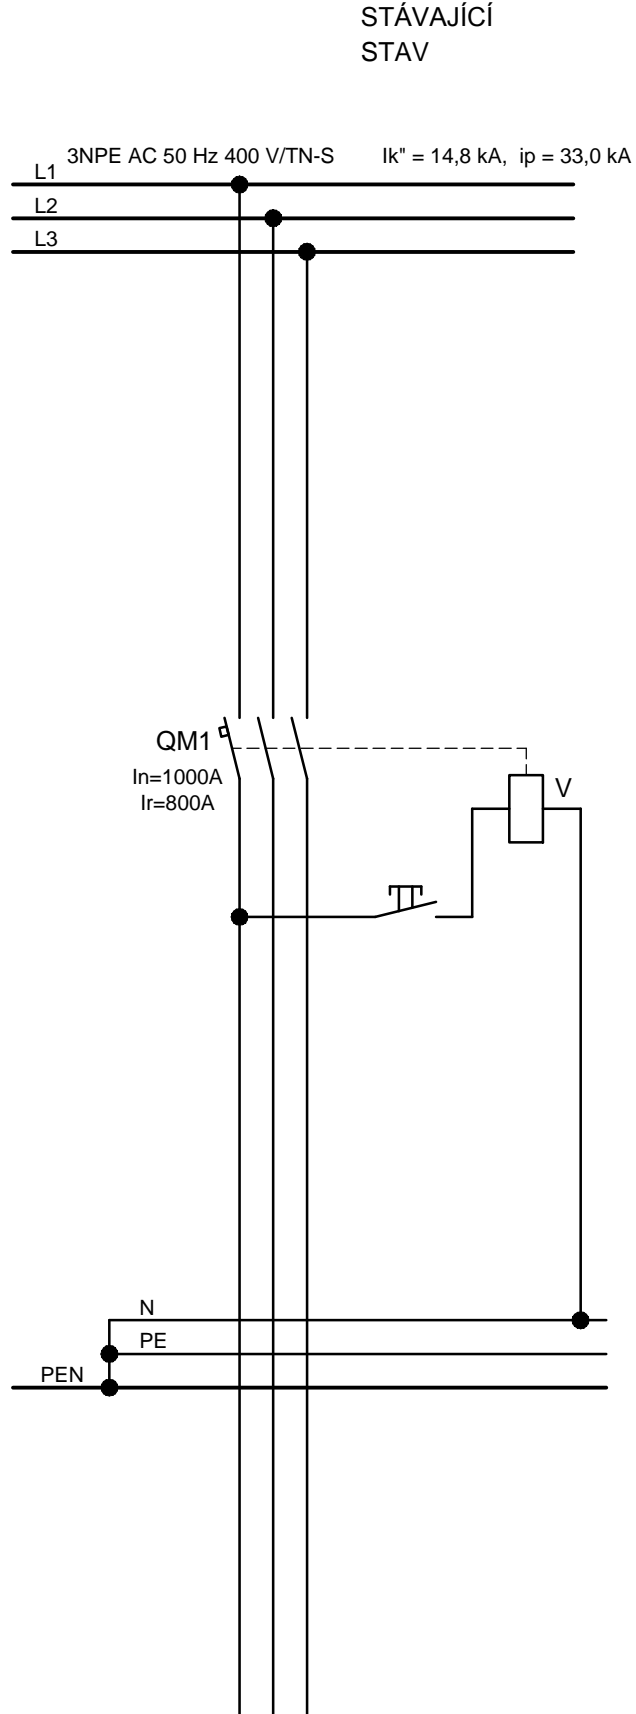 STÁVAJÍCÍ
STAV
3NPE AC 50 Hz 400 V/TN-S Ik" = 14,8 kA, ip = 33,0 kA
L1
L2
L3
QM1
In=1000A
Ir=800A
V
N
PE
PEN